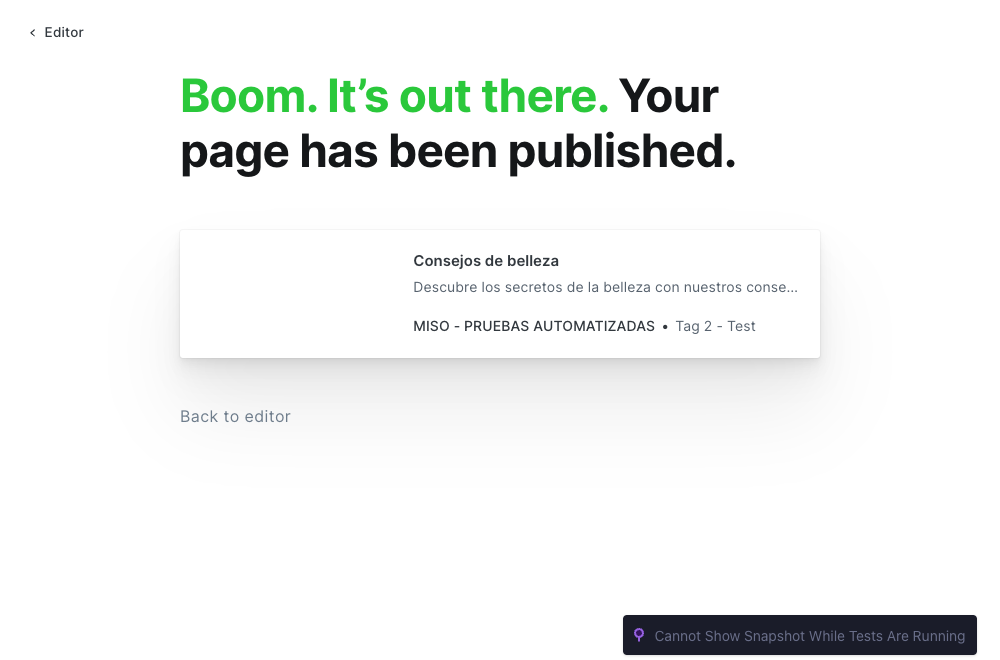 Editor
Boom. It’s out there. Your
page has been published.
Consejos de belleza
Descubre los secretos de la belleza con nuestros conse...
MISO - PRUEBAS AUTOMATIZADAS • Tag 2 - Test
Back to editor
Cannot Show Snapshot While Tests Are Running